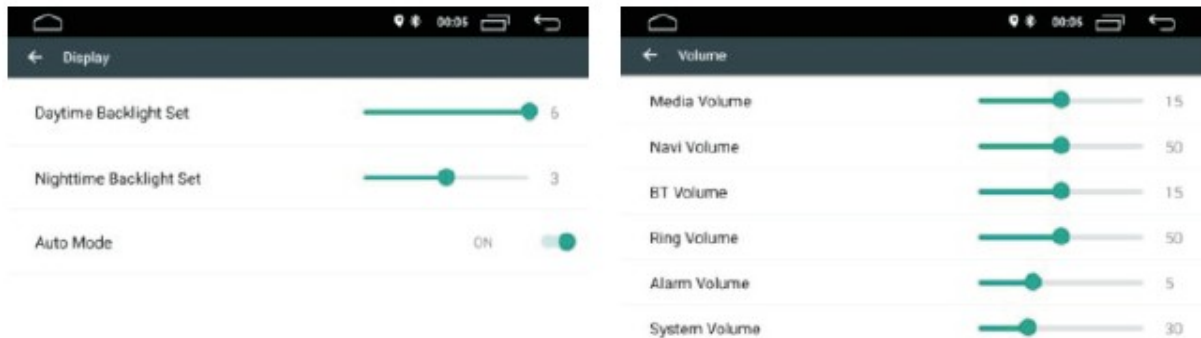 00:05
Display
Daytime Backlight Set 6
Nighttime Backlight Set 3
Auto Mode ON
00:05
Volume
Media Volume 15
Navi Volume 50
BT Volume 15
Ring Volume 50
Alarm Volume 5
System Volume 30